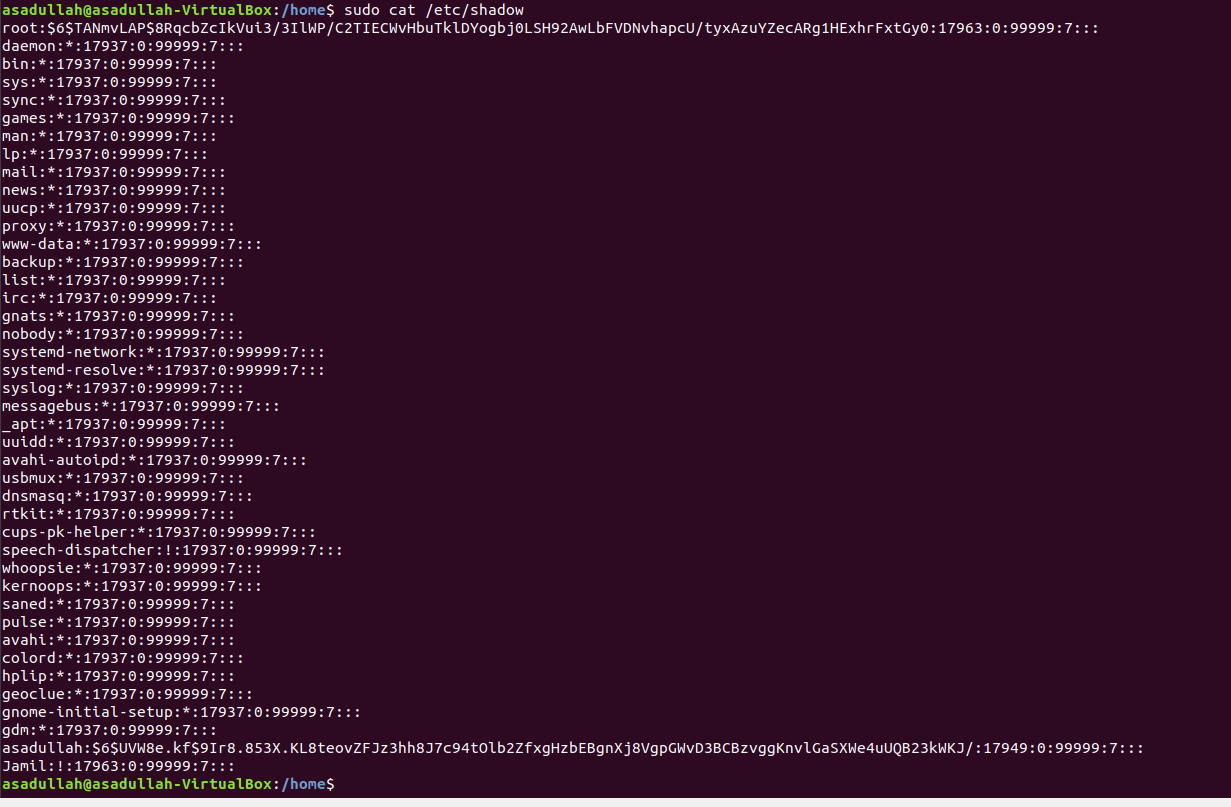 asadullah@asadullah-VirtualBox:/home$ sudo cat /etc/shadow
root:$6$TANmvLAP$8RqcbZcIkVui3/3IlWP/C2TIECWvHbuTklDYogbj0LSH92AwLbFVDNvhapcU/tyxAzuYZecARg1HExhrFxtGy0:17963:0:99999:7:::
daemon:*:17937:0:99999:7:::
bin:*:17937:0:99999:7:::
sys:*:17937:0:99999:7:::
sync:*:17937:0:99999:7:::
games:*:17937:0:99999:7:::
man:*:17937:0:99999:7:::
lp:*:17937:0:99999:7:::
mail:*:17937:0:99999:7:::
news:*:17937:0:99999:7:::
uucp:*:17937:0:99999:7:::
proxy:*:17937:0:99999:7:::
www-data:*:17937:0:99999:7:::
backup:*:17937:0:99999:7:::
list:*:17937:0:99999:7:::
irc:*:17937:0:99999:7:::
gnats:*:17937:0:99999:7:::
nobody:*:17937:0:99999:7:::
systemd-network:*:17937:0:99999:7:::
systemd-resolve:*:17937:0:99999:7:::
syslog:*:17937:0:99999:7:::
messagebus:*:17937:0:99999:7:::
_apt:*:17937:0:99999:7:::
uuidd:*:17937:0:99999:7:::
avahi-autoipd:*:17937:0:99999:7:::
usbmux:*:17937:0:99999:7:::
dnsmasq:*:17937:0:99999:7:::
rtkit:*:17937:0:99999:7:::
cups-pk-helper:*:17937:0:99999:7:::
speech-dispatcher:!:17937:0:99999:7:::
whoopsie:*:17937:0:99999:7:::
kernoops:*:17937:0:99999:7:::
saned:*:17937:0:99999:7:::
pulse:*:17937:0:99999:7:::
avahi:*:17937:0:99999:7:::
colord:*:17937:0:99999:7:::
hplip:*:17937:0:99999:7:::
geoclue:*:17937:0:99999:7:::
gnome-initial-setup:*:17937:0:99999:7:::
gdm:*:17937:0:99999:7:::
asadullah:$6$UVW8e.kf$9Ir8.853X.KL8teovZFJz3hh8J7c94tOlb2ZfxgHzbEBgnXj8VgpGWvD3BCBzvggKnvlGaSXWe4uUQB23kWKJ/:17949:0:99999:7:::
Jamil:!:17963:0:99999:7:::
asadullah@asadullah-VirtualBox:/home$